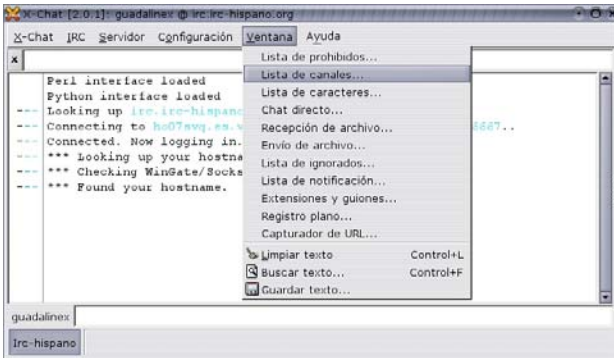 X-Chat [2.0.1]: guadalinex @ irc.irc-hispano.org
X-Chat IRC Servidor Configuración Ventana Ayuda
x
Perl interface loaded
Python interface loaded
--- Looking up irc.irc-hispano
--- Connecting to 6667..
--- Connected. Now logging in.
--- *** Looking up your hostna
--- *** Checking WinGate/Socks
--- *** Found your hostname.
Lista de prohibidos...
Lista de canales...
Lista de caracteres...
Chat directo...
Recepción de archivo...
Envío de archivo...
Lista de ignorados...
Lista de notificación...
Extensiones y guiones...
Registro plano...
Capturador de URL...
Limpiar texto Control+L
Buscar texto... Control+F
Guardar texto...
guadalinex
Irc-hispano